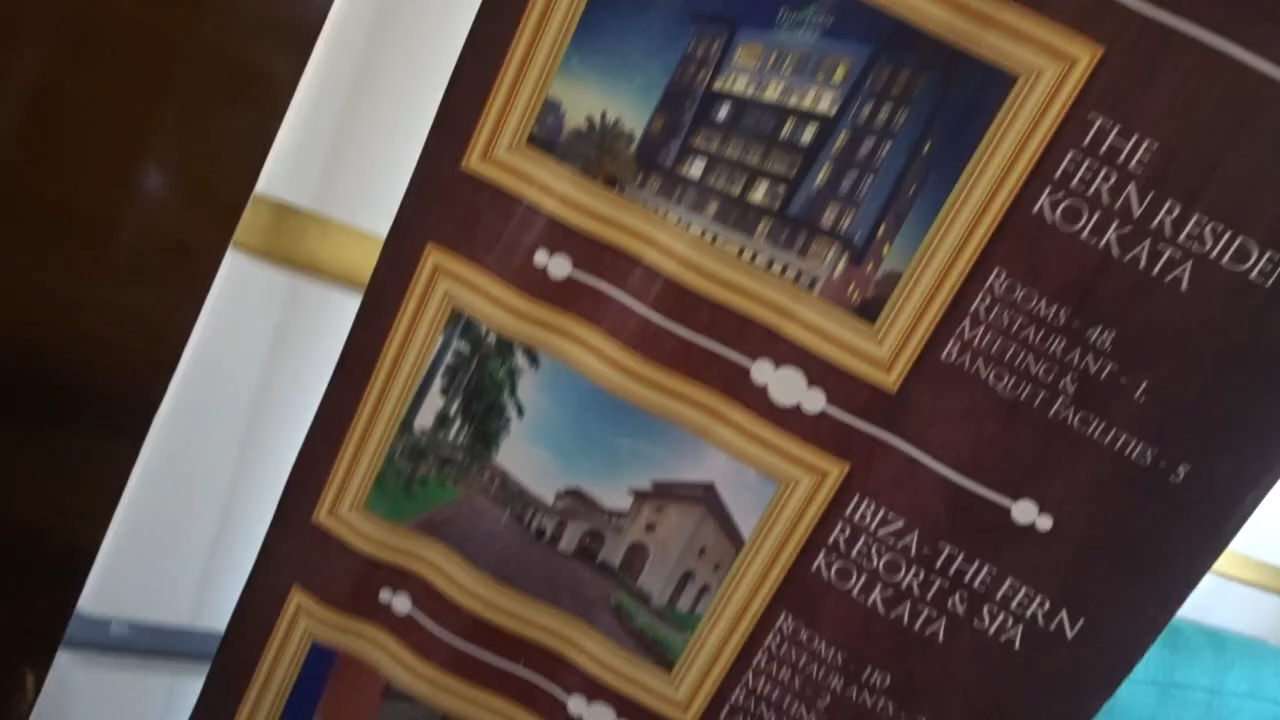 THE
FERN
KOLKATA
ROOMS - 48,
RESTAURANT - 1,
MEETING &
BANQUET FACILITIES - 5
IBIZA - THE FERN
RESORT & SPA
KOLKATA
ROOMS - 110
RESTAURANTS -